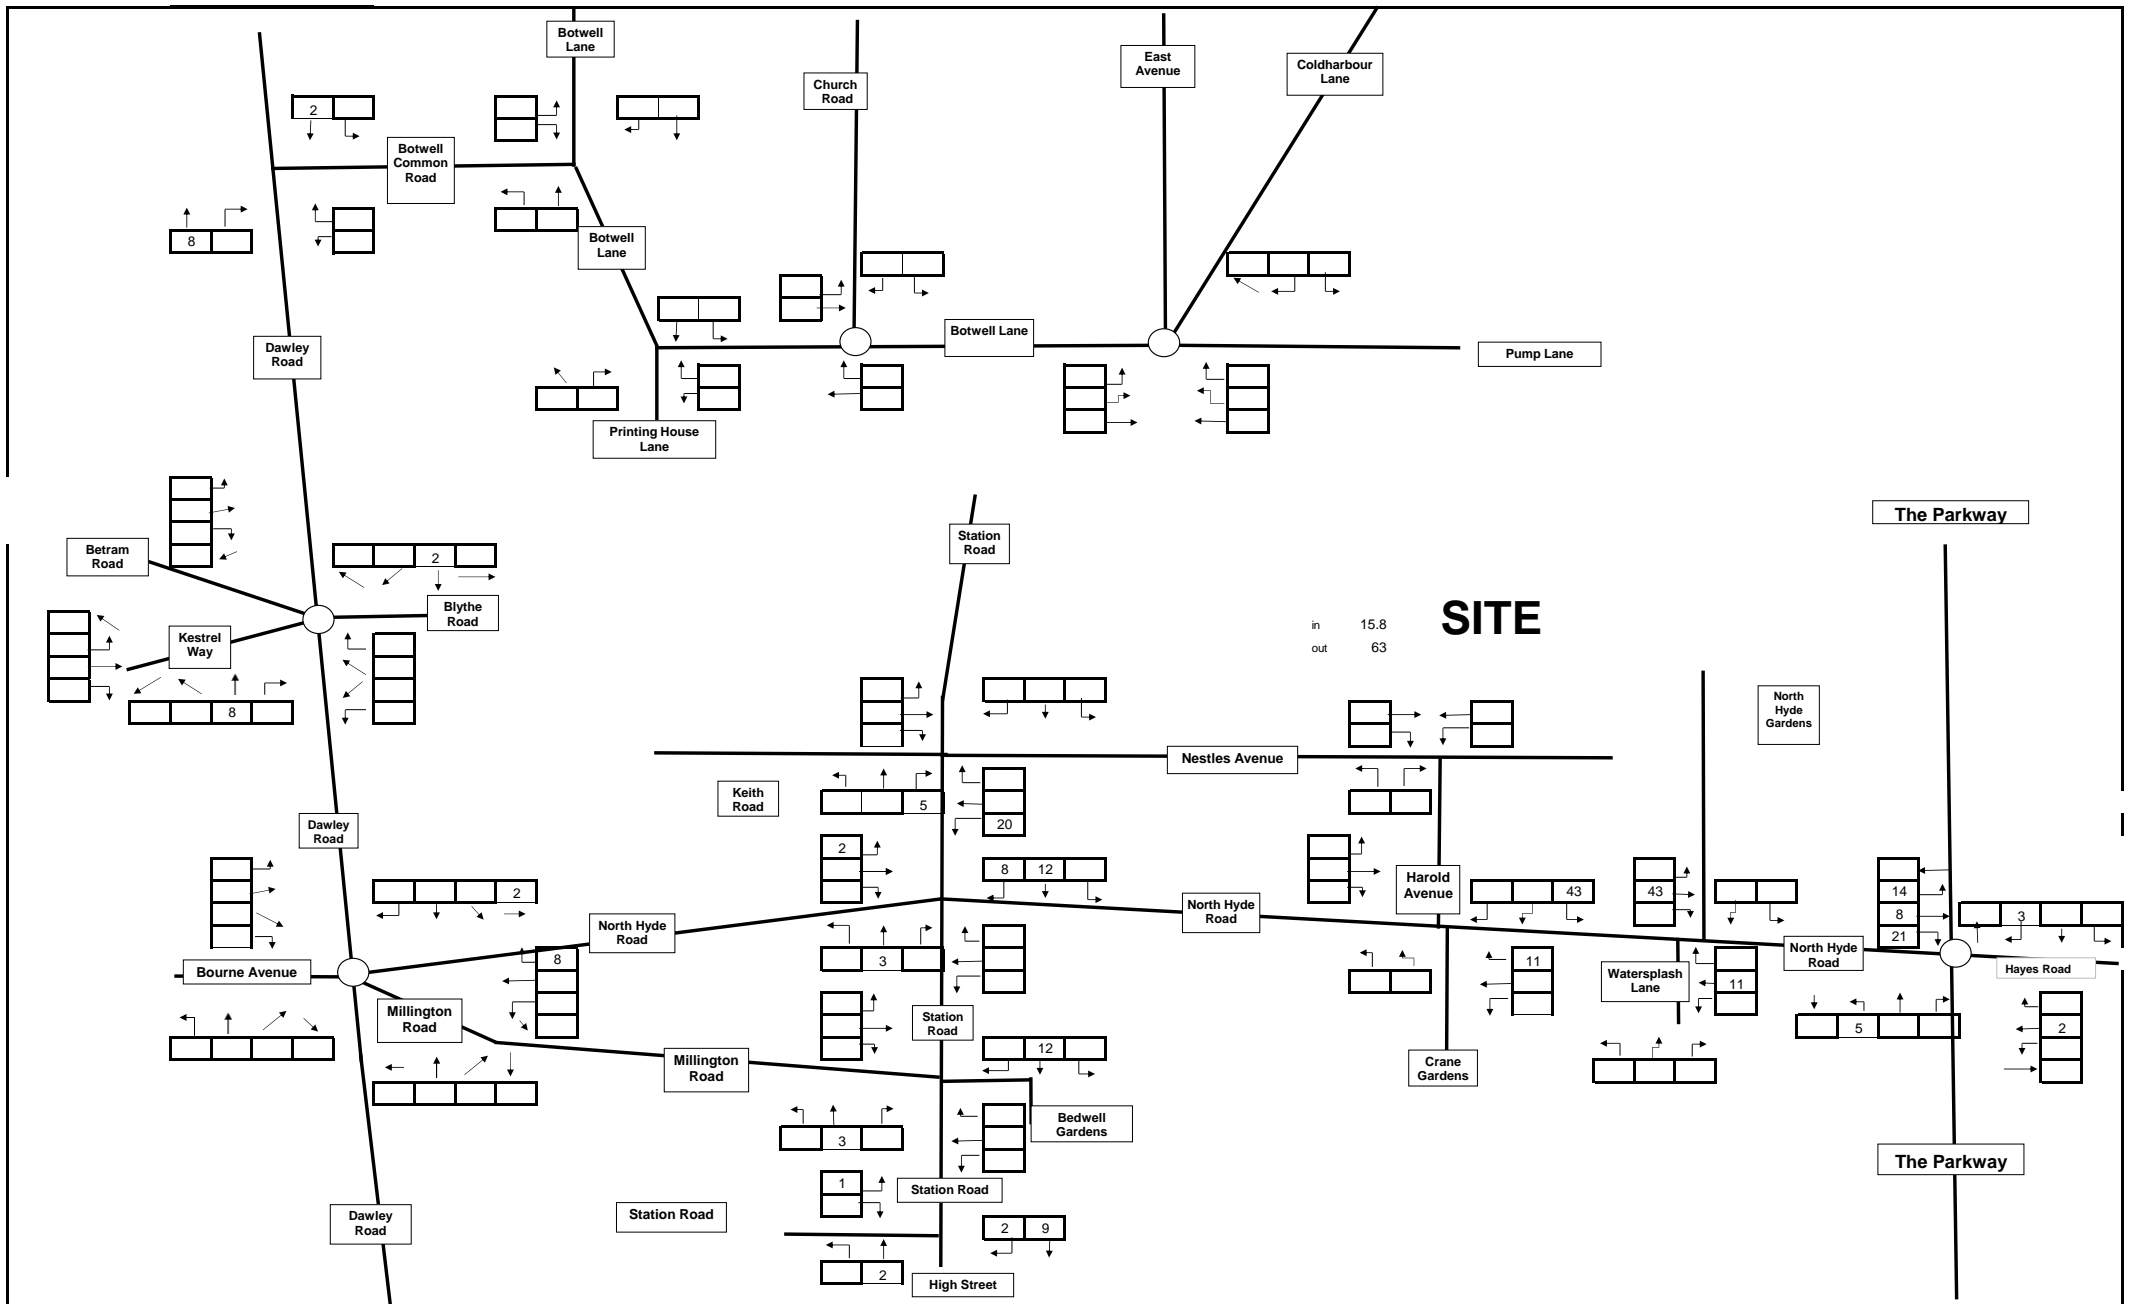 Botwell
Lane
East
Avenue
Coldharbour
Lane
Church
Road
2
Botwell
Common
Road
8
Botwell
Lane
Botwell Lane
Dawley
Road
Pump Lane
Printing House
Lane
The Parkway
Station
Road
Betram
Road
2
Blythe
Road
SITE
in 15.8
out 63
Kestrel
Way
8
North
Hyde
Gardens
Nestles Avenue
Keith
Road
5
20
Dawley
Road
2
8 12
2
Harold
Avenue
43
43
14
8
21
3
North Hyde
Road
North Hyde
Road
North Hyde
Road
8
3
11
11
Bourne Avenue
Hayes Road
Watersplash
Lane
Millington
Road
Station
Road
5
2
12
Millington
Road
Crane
Gardens
Bedwell
Gardens
3
The Parkway
1
Station Road
Station Road
Dawley
Road
2 9
2
High Street